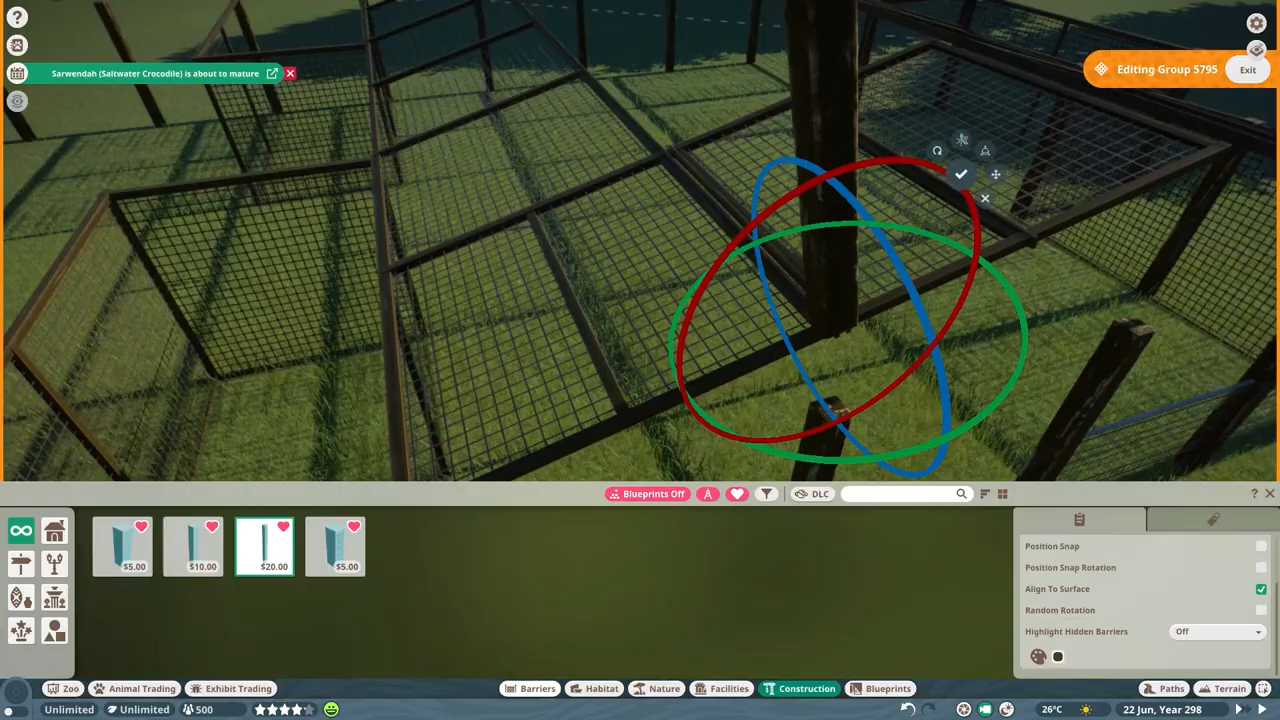 Sarwendah (Saltwater Crocodile) is about to mature
Editing Group 5795
Exit
Blueprints Off
DLC
$5.00
$10.00
$20.00
$5.00
Position Snap
Position Snap Rotation
Align To Surface
Random Rotation
Highlight Hidden Barriers
Off
Zoo
Animal Trading
Exhibit Trading
Barriers
Habitat
Nature
Facilities
Construction
Blueprints
Paths
Terrain
Unlimited
Unlimited
500
26°C
22 Jun, Year 298